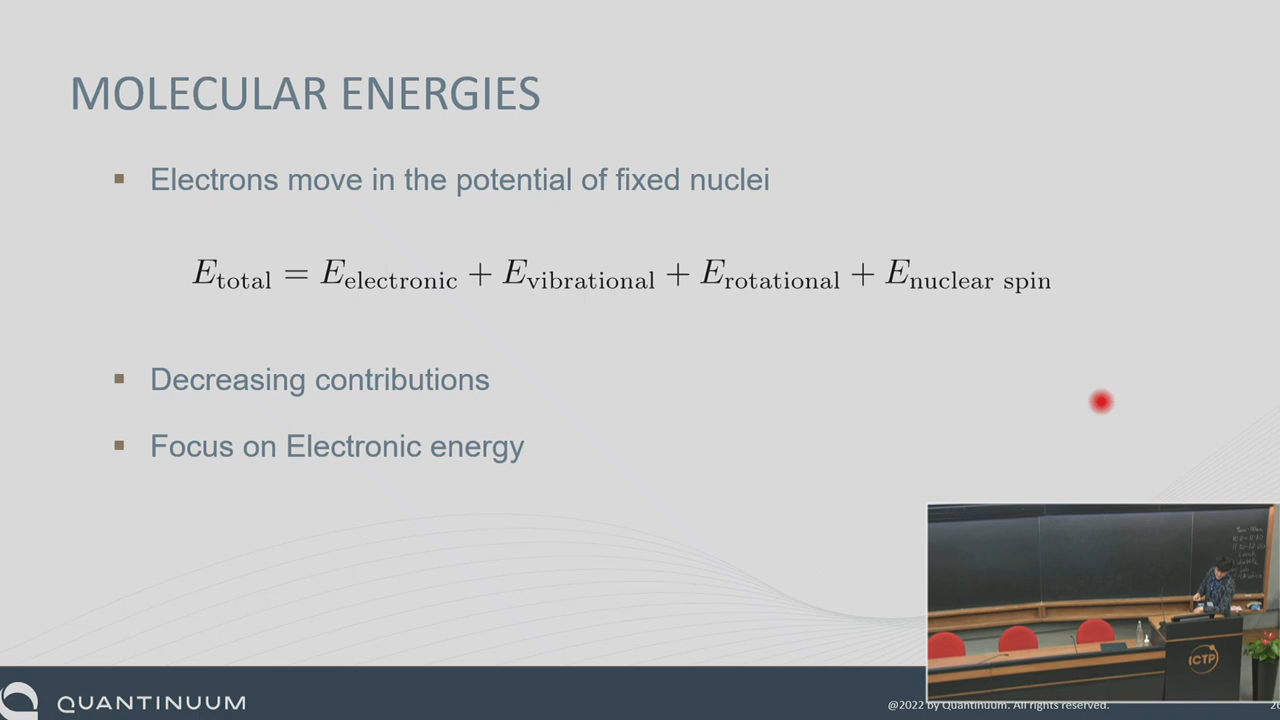 MOLECULAR ENERGIES
▪ Electrons move in the potential of fixed nuclei
E_total = E_electronic + E_vibrational + E_rotational + E_nuclear spin
▪ Decreasing contributions
▪ Focus on Electronic energy
ICTP
QUANTINUUM
@2022 by Quantinuum. All rights reserved.